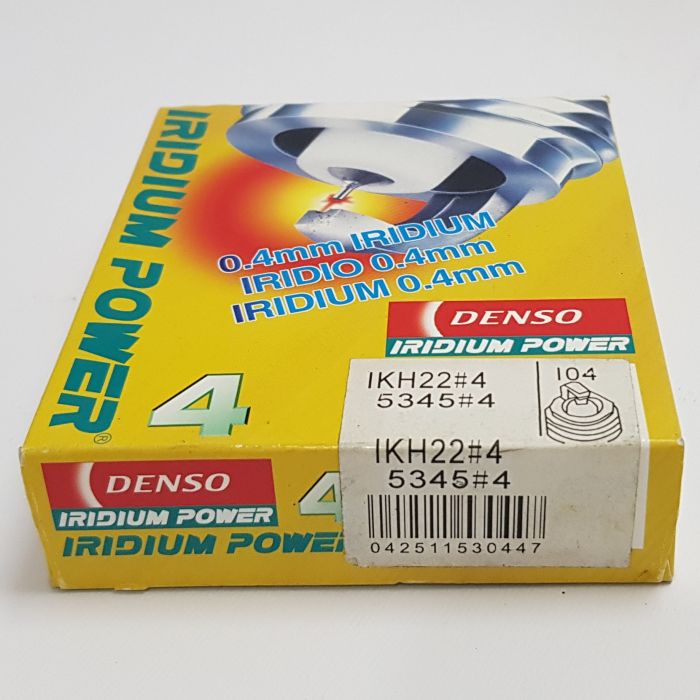 IRIDIUM POWER®
0.4mm IRIDIUM
IRIDIO 0.4mm
IRIDIUM 0.4mm
DENSO
IRIDIUM POWER
4
IKH22#4
5345#4
I04
IKH22#4
5345#4
042511530447
DENSO
IRIDIUM POWER
4
IRIDIUM POWER